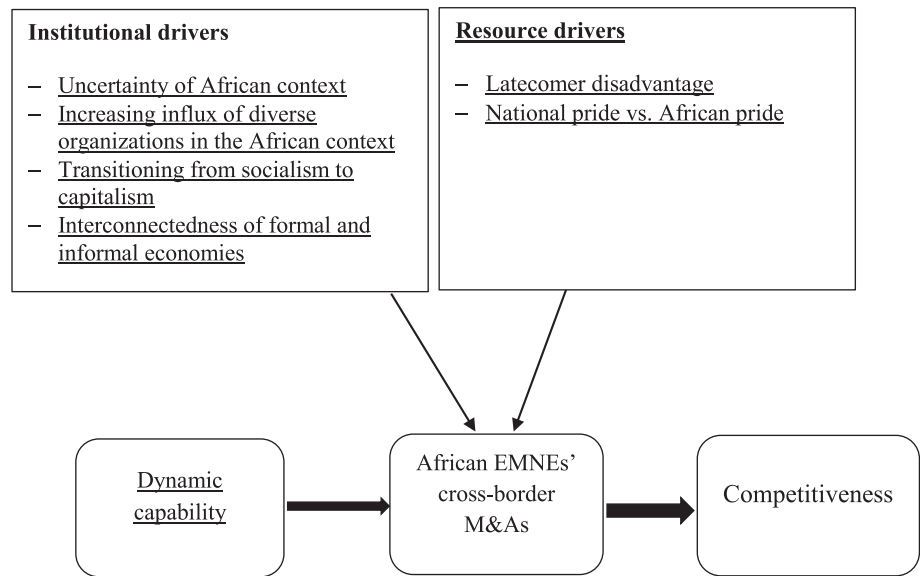 Institutional drivers
– Uncertainty of African context
– Increasing influx of diverse
organizations in the African context
– Transitioning from socialism to
capitalism
– Interconnectedness of formal and
informal economies
Resource drivers
– Latecomer disadvantage
– National pride vs. African pride
Dynamic
capability
African EMNEs’
cross-border
M&As
Competitiveness